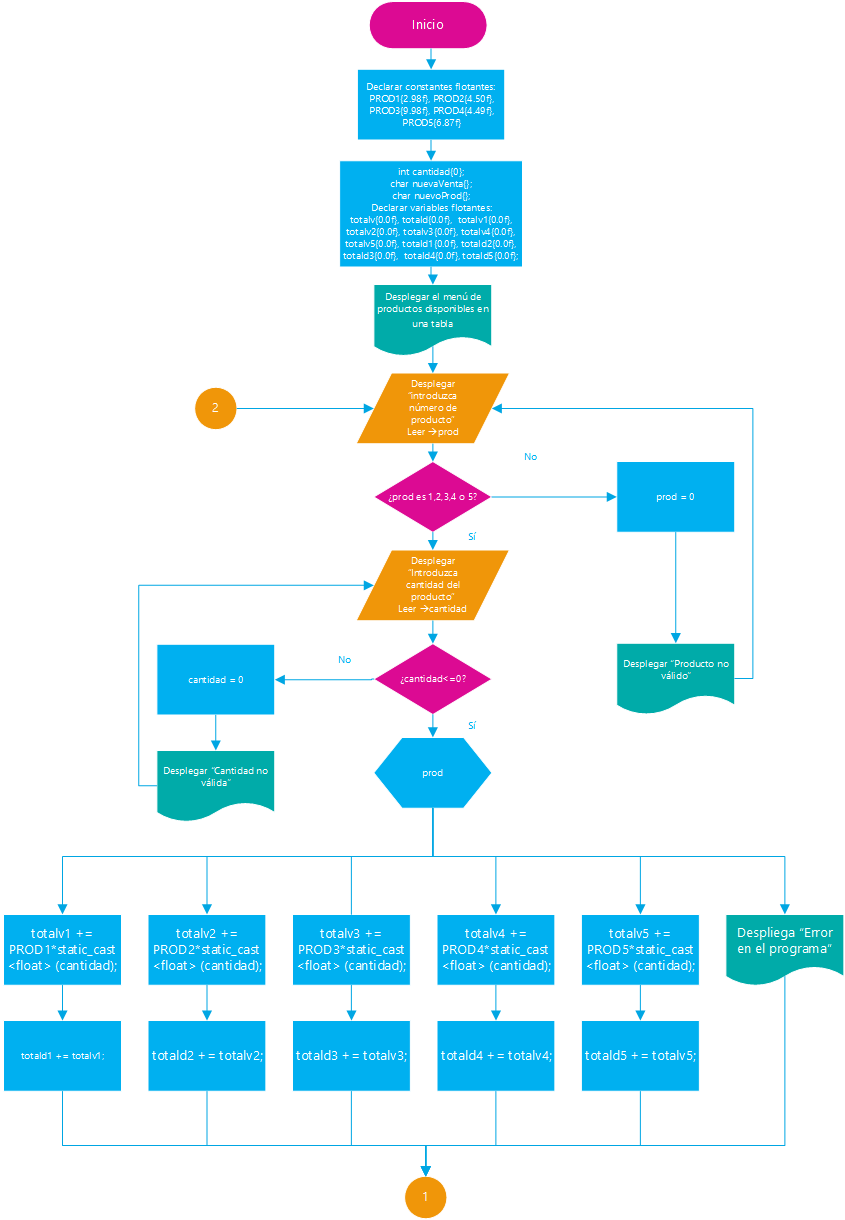 Inicio
Declarar constantes flotantes:
PROD1{2.98f}, PROD2{4.50f},
PROD3{9.98f}, PROD4{4.49f},
PROD5{6.87f}
int cantidad{0};
char nuevaVenta{};
char nuevoProd{};
Declarar variables flotantes:
totalv{0.0f}, totald{0.0f}, totalv1{0.0f},
totalv2{0.0f}, totalv3{0.0f}, totalv4{0.0f},
totalv5{0.0f}, totald1{0.0f}, totald2{0.0f},
totald3{0.0f}, totald4{0.0f}, totald5{0.0f};
Desplegar el menú de
productos disponibles en
una tabla
2
Desplegar
“introduzca
número de
producto”
Leer →prod
No
¿prod es 1,2,3,4 o 5?
prod = 0
Sí
Desplegar
“Introduzca
cantidad del
producto”
Leer →cantidad
No
cantidad = 0
¿cantidad<=0?
Desplegar “Producto no
válido”
Sí
Desplegar “Cantidad no
válida”
prod
totalv1 +=
PROD1*static_cast
<float> (cantidad);
totalv2 +=
PROD2*static_cast
<float> (cantidad);
totalv3 +=
PROD3*static_cast
<float> (cantidad);
totalv4 +=
PROD4*static_cast
<float> (cantidad);
totalv5 +=
PROD5*static_cast
<float> (cantidad);
Despliega “Error
en el programa”
totald1 += totalv1;
totald2 += totalv2;
totald3 += totalv3;
totald4 += totalv4;
totald5 += totalv5;
1